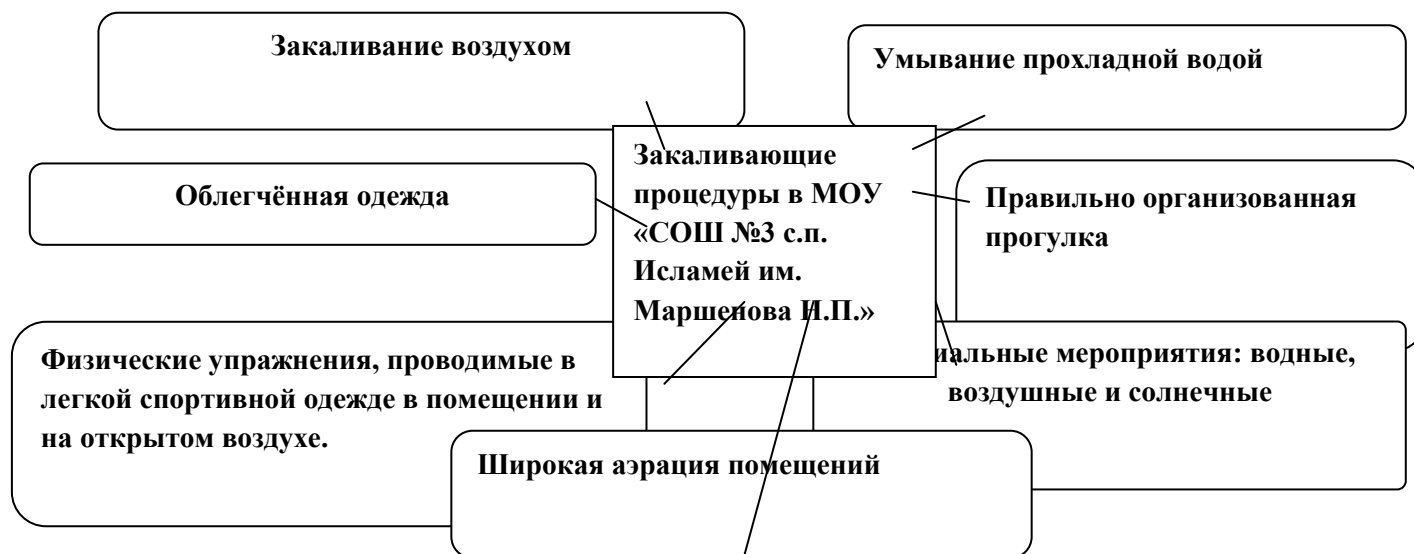 Закаливание воздухом
Умывание прохладной водой
Закаливающие
процедуры в МОУ
«СОШ №3 с.п.
Исламей им.
Маршенова Н.П.»
Облегчённая одежда
Правильно организованная
прогулка
Физические упражнения, проводимые в
легкой спортивной одежде в помещении и
на открытом воздухе.
мероприятия: водные,
воздушные и солнечные
Широкая аэрация помещений